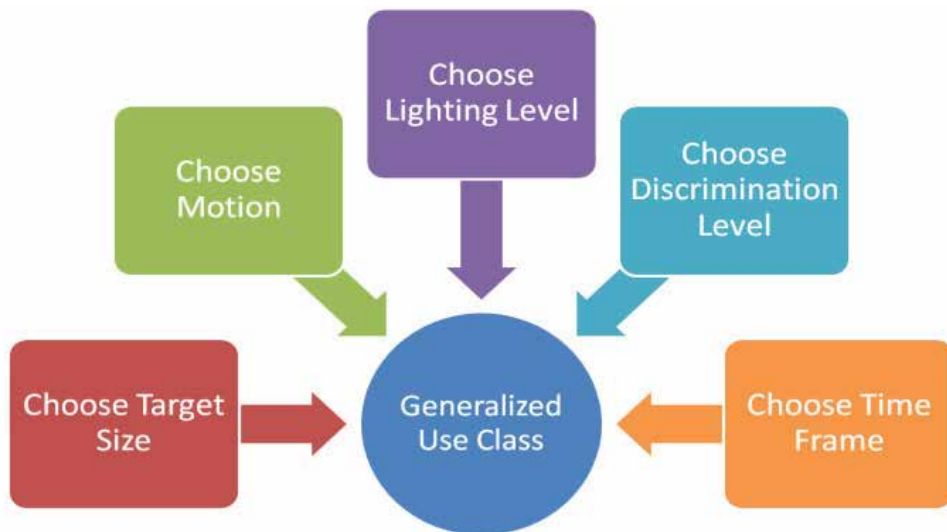 Choose
Lighting Level
Choose
Motion
Choose
Discrimination
Level
Choose Target
Size
Generalized
Use Class
Choose Time
Frame